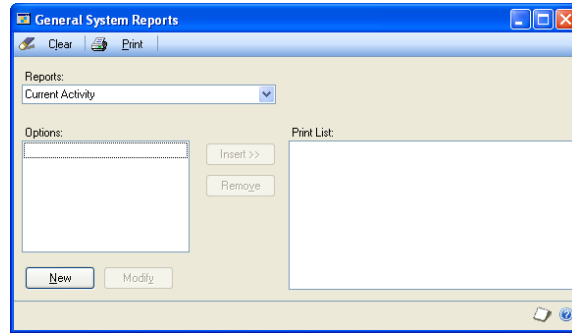 General System Reports
Clear Print
Reports:
Current Activity
Options:
Print List:
Insert >>
Remove
New Modify